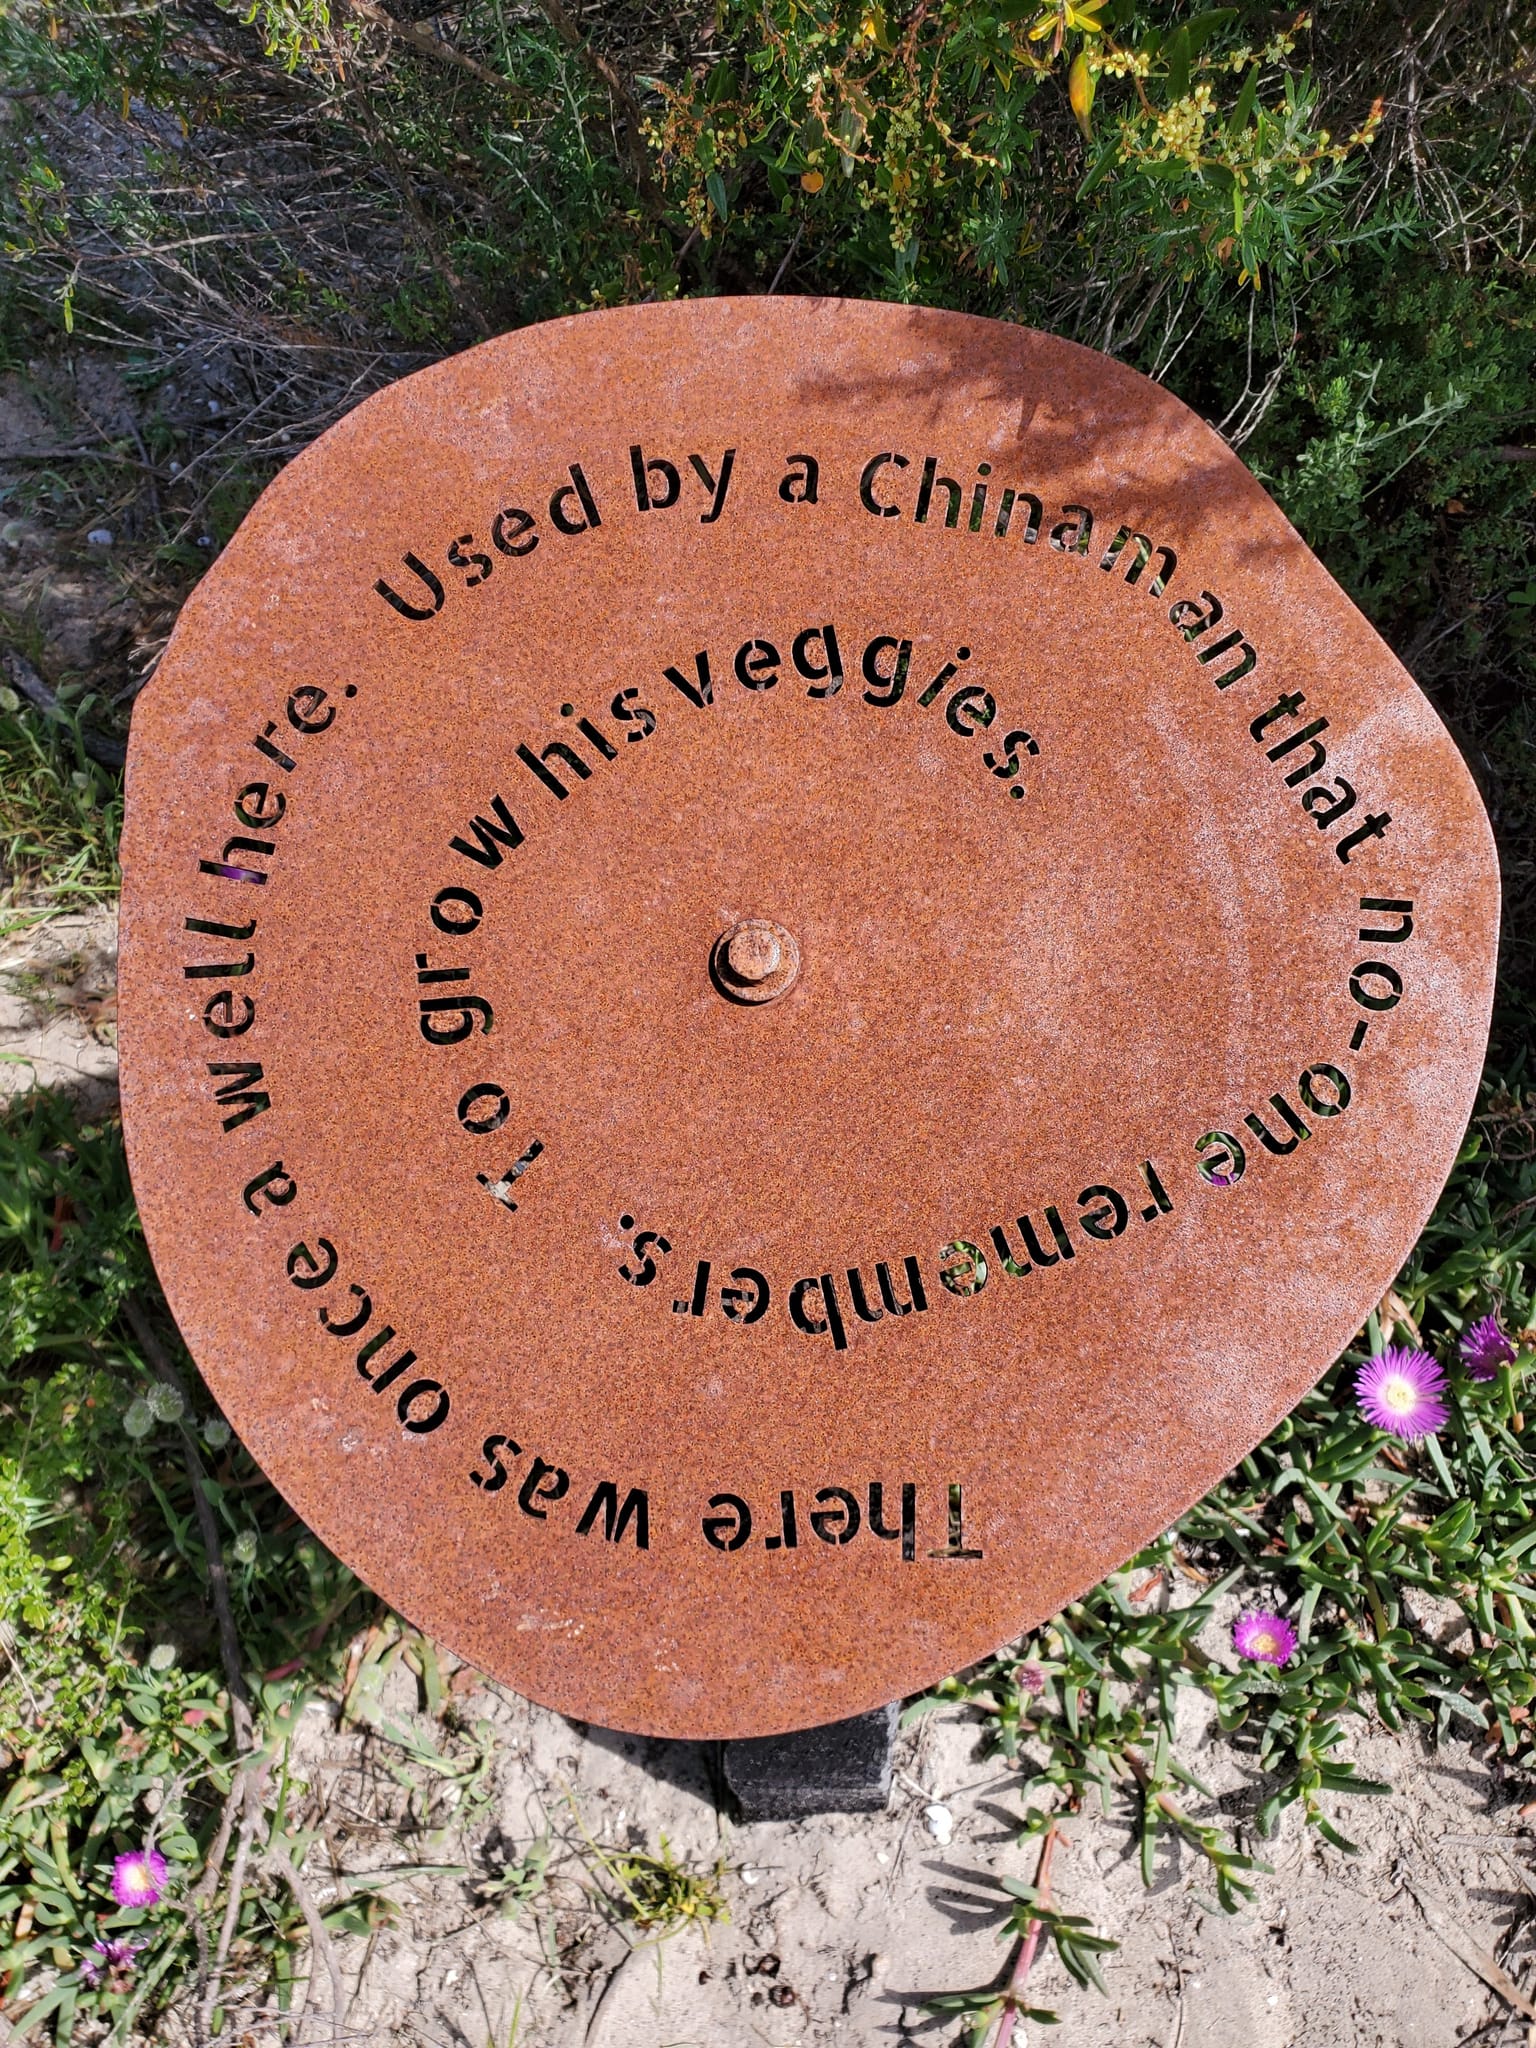 There was once a well here. Used by a Chinaman that no-one remembers. To grow his veggies.